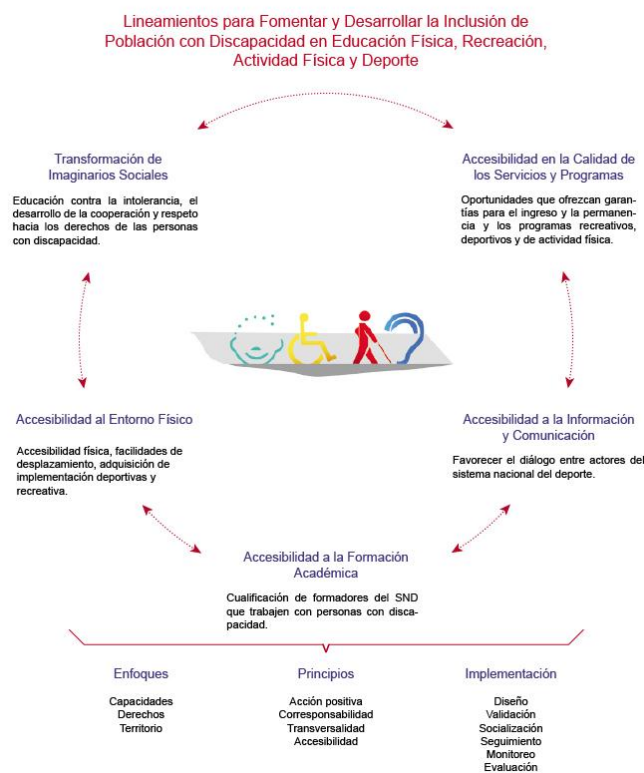 Lineamientos para Fomentar y Desarrollar la Inclusión de
Población con Discapacidad en Educación Física, Recreación,
Actividad Física y Deporte
Transformación de
Imaginarios Sociales
Educación contra la intolerancia, el
desarrollo de la cooperación y respeto
hacia los derechos de las personas
con discapacidad.
Accesibilidad en la Calidad de
los Servicios y Programas
Oportunidades que ofrezcan garan-
tías para el ingreso y la permanen-
cia y los programas recreativos,
deportivos y de actividad física.
Accesibilidad al Entorno Físico
Accesibilidad física, facilidades de
desplazamiento, adquisición de
implementación deportivas y
recreativa.
Accesibilidad a la Información
y Comunicación
Favorecer el diálogo entre actores del
sistema nacional del deporte.
Accesibilidad a la Formación
Académica
Cualificación de formadores del SND
que trabajen con personas con disca-
pacidad.
Enfoques
Capacidades
Derechos
Territorio
Principios
Acción positiva
Corresponsabilidad
Transversalidad
Accesibilidad
Implementación
Diseño
Validación
Socialización
Seguimiento
Monitoreo
Evaluación